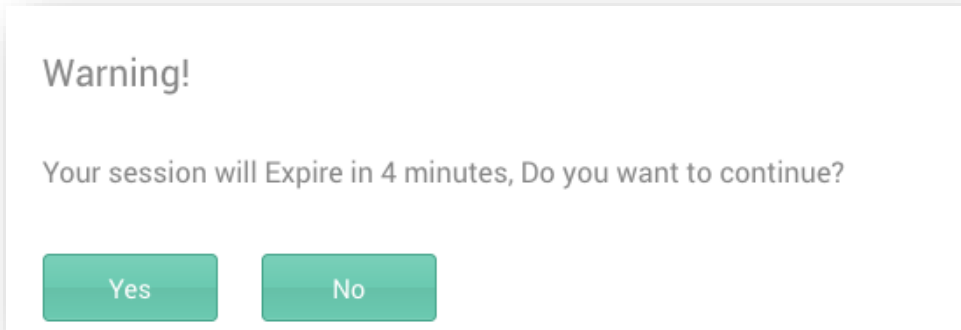 Warning!
Your session will Expire in 4 minutes, Do you want to continue?
Yes No